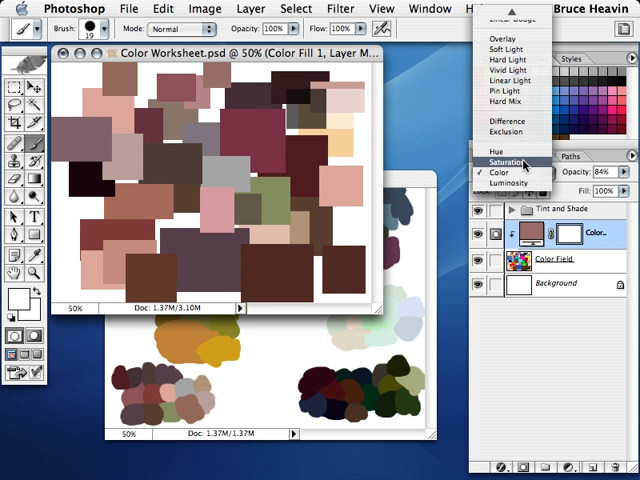 Photoshop File Edit Image Layer Select Filter View Window Bruce Heavin
Brush: 19 Mode: Normal Opacity: 100% Flow: 100%
Color Worksheet.psd @ 50% (Color Fill 1, Layer M...
50% Doc: 1.37M/3.10M
50% Doc: 1.37M/1.37M
Overlay
Soft Light
Hard Light
Vivid Light
Linear Light
Pin Light
Hard Mix
Difference
Exclusion
Hue
Saturation
✓ Color
Luminosity
Styles
Paths
Opacity: 84%
Fill: 100%
Tint and Shade
Color...
Color Field
Background